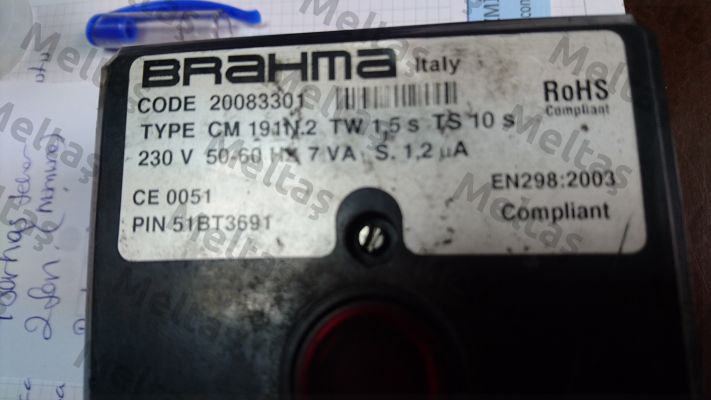 BRAHMA Italy
CODE 20083301
RoHS
Compliant
TYPE CM 191N.2 TW 1,5 s TS 10 s
230 V 50-60 Hz 7 VA S. 1,2 µA
CE 0051
EN298:2003
PIN 51BT3691
Compliant
Meltaş